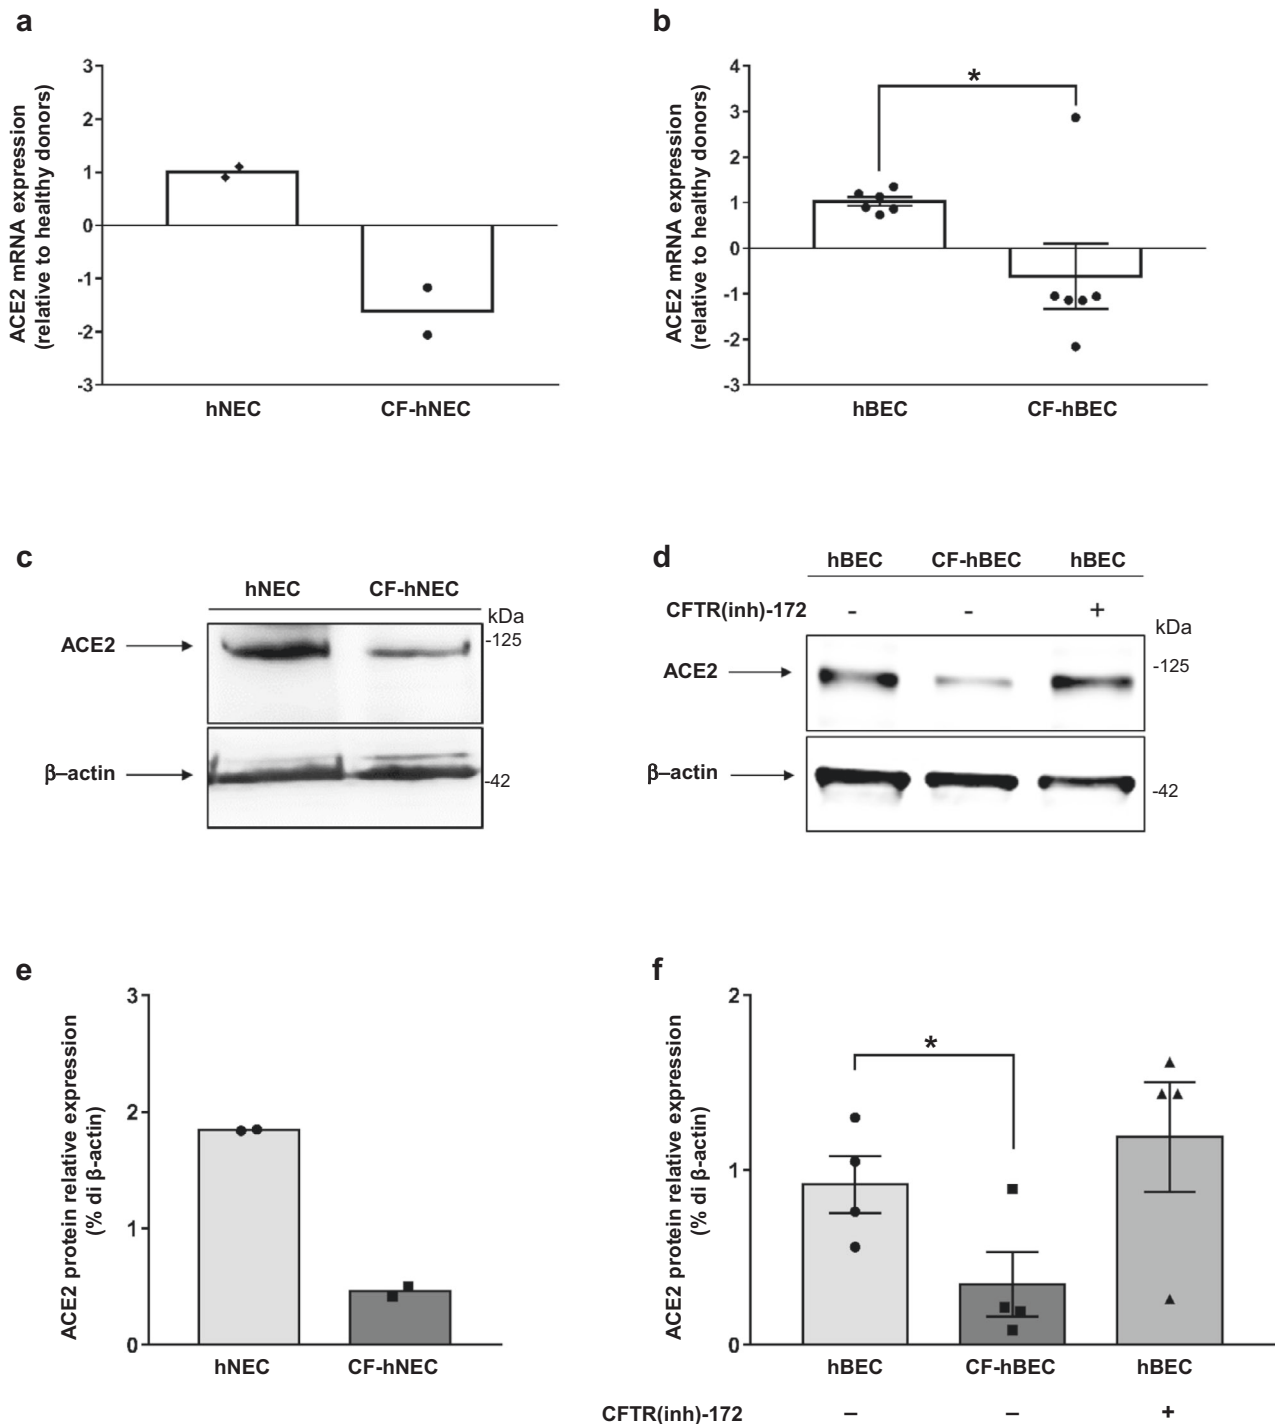 a
ACE2 mRNA expression
(relative to healthy donors)
3
2
1
0
-1
-2
-3
hNEC CF-hNEC
b
ACE2 mRNA expression
(relative to healthy donors)
4
3
2
1
0
-1
-2
-3
*
hBEC CF-hBEC
c
hNEC CF-hNEC
kDa
ACE2
-125
β–actin
-42
d
hBEC CF-hBEC hBEC
CFTR(inh)-172 - - +
kDa
ACE2
-125
β–actin
-42
e
ACE2 protein relative expression
(% di β-actin)
3
2
1
0
hNEC CF-hNEC
f
ACE2 protein relative expression
(% di β-actin)
2
1
0
*
hBEC CF-hBEC hBEC
CFTR(inh)-172 – – +